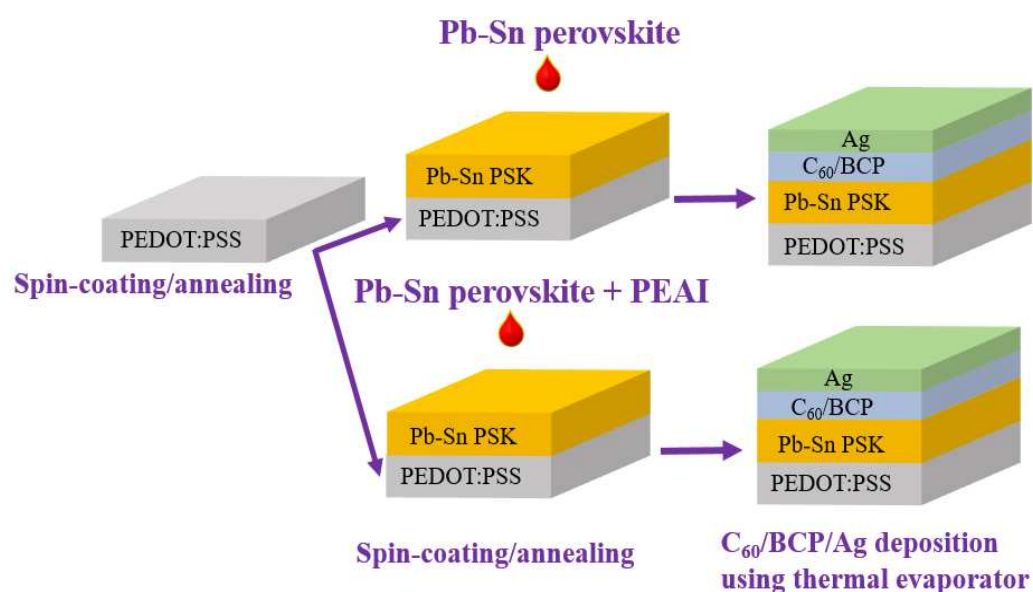 Pb-Sn perovskite
Pb-Sn PSK
PEDOT:PSS
Ag
C₆₀/BCP
Pb-Sn PSK
PEDOT:PSS
PEDOT:PSS
Spin-coating/annealing
Pb-Sn perovskite + PEAI
Pb-Sn PSK
PEDOT:PSS
Ag
C₆₀/BCP
Pb-Sn PSK
PEDOT:PSS
Spin-coating/annealing
C₆₀/BCP/Ag deposition
using thermal evaporator